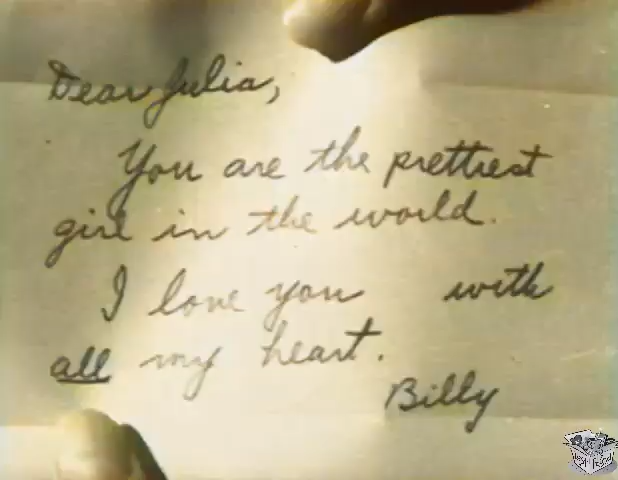 Dear Julia,
You are the prettiest
girl in the world.
I love you with
all my heart.
Billy